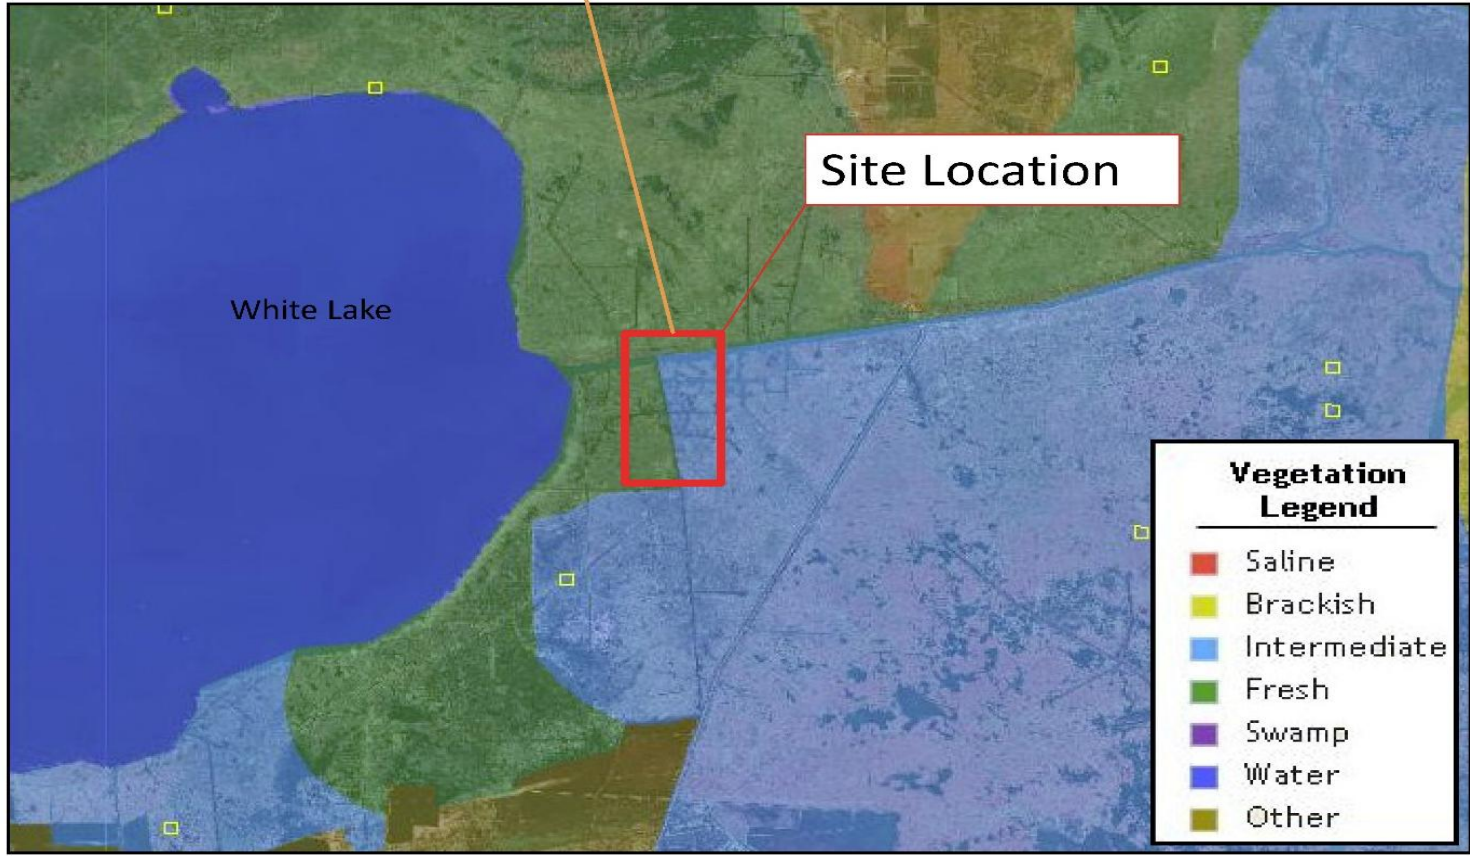 Site Location
White Lake
Vegetation
Legend
Saline
Brackish
Intermediate
Fresh
Swamp
Water
Other